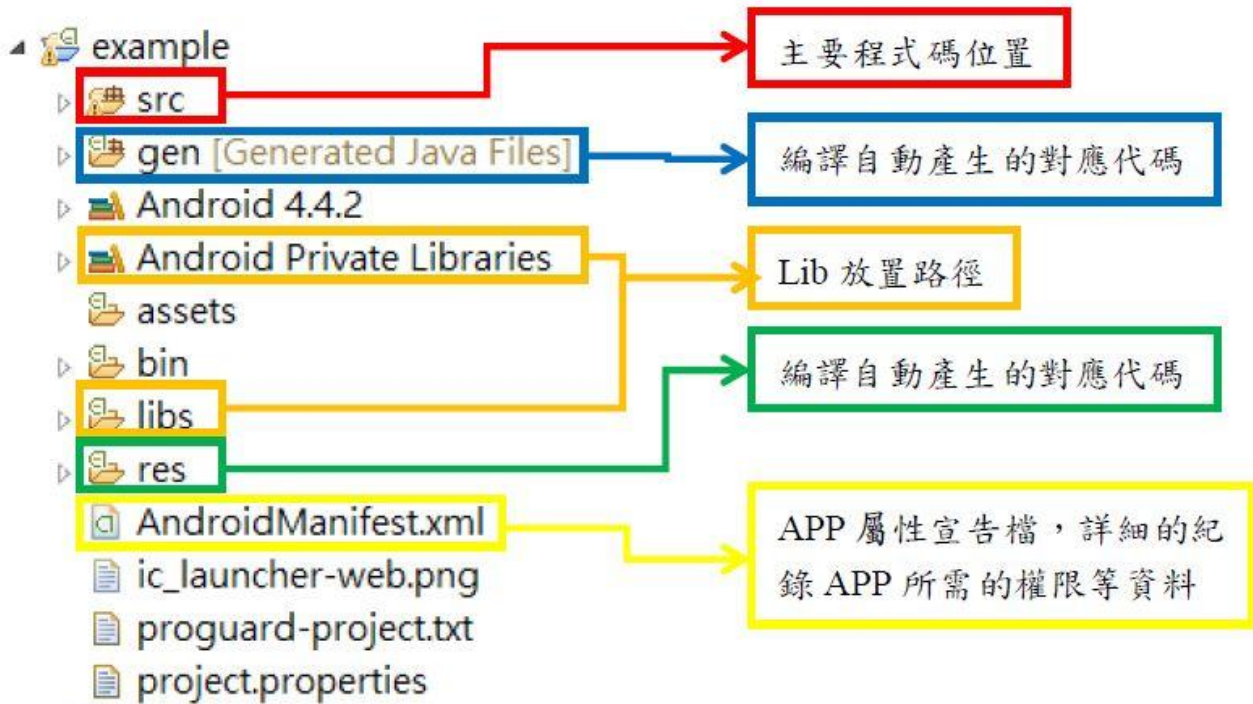 example
src
gen [Generated Java Files]
Android 4.4.2
Android Private Libraries
assets
bin
libs
res
AndroidManifest.xml
ic_launcher-web.png
proguard-project.txt
project.properties
主要程式碼位置
編譯自動產生的對應代碼
Lib 放置路徑
編譯自動產生的對應代碼
APP 屬性宣告檔，詳細的紀
錄 APP 所需的權限等資料